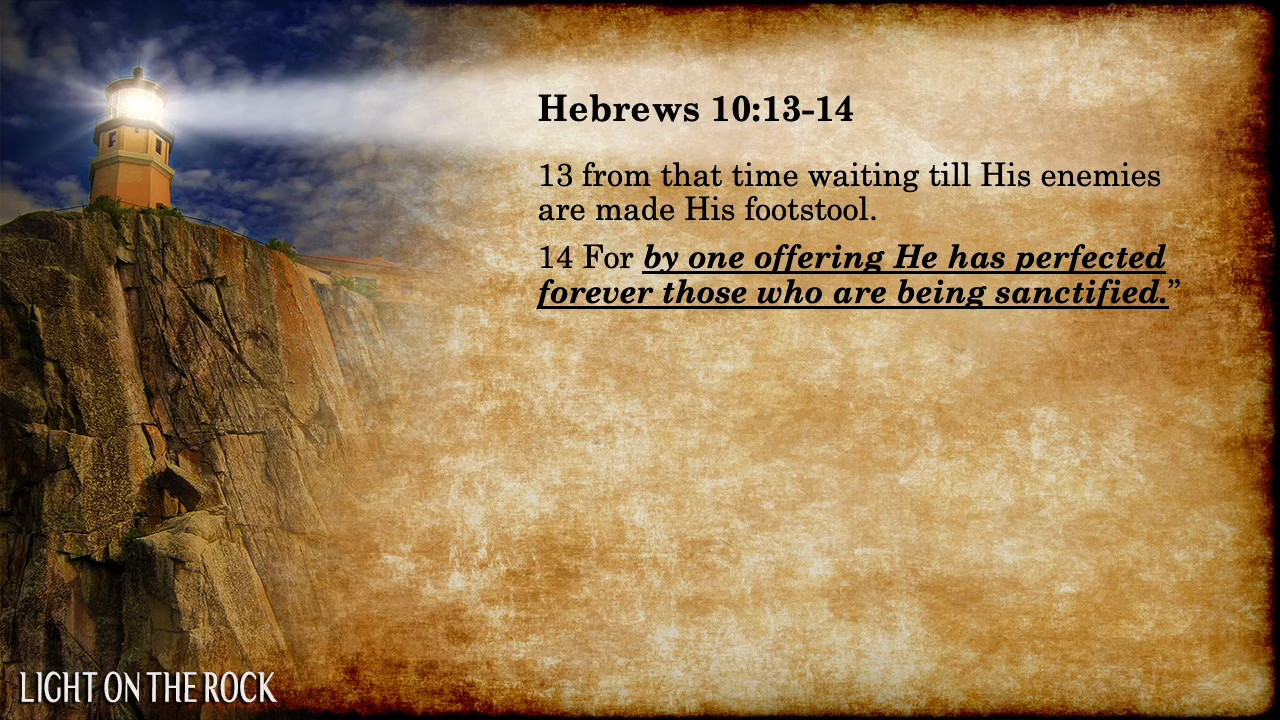 Hebrews 10:13-14
13 from that time waiting till His enemies
are made His footstool.
14 For by one offering He has perfected
forever those who are being sanctified.”
LIGHT ON THE ROCK